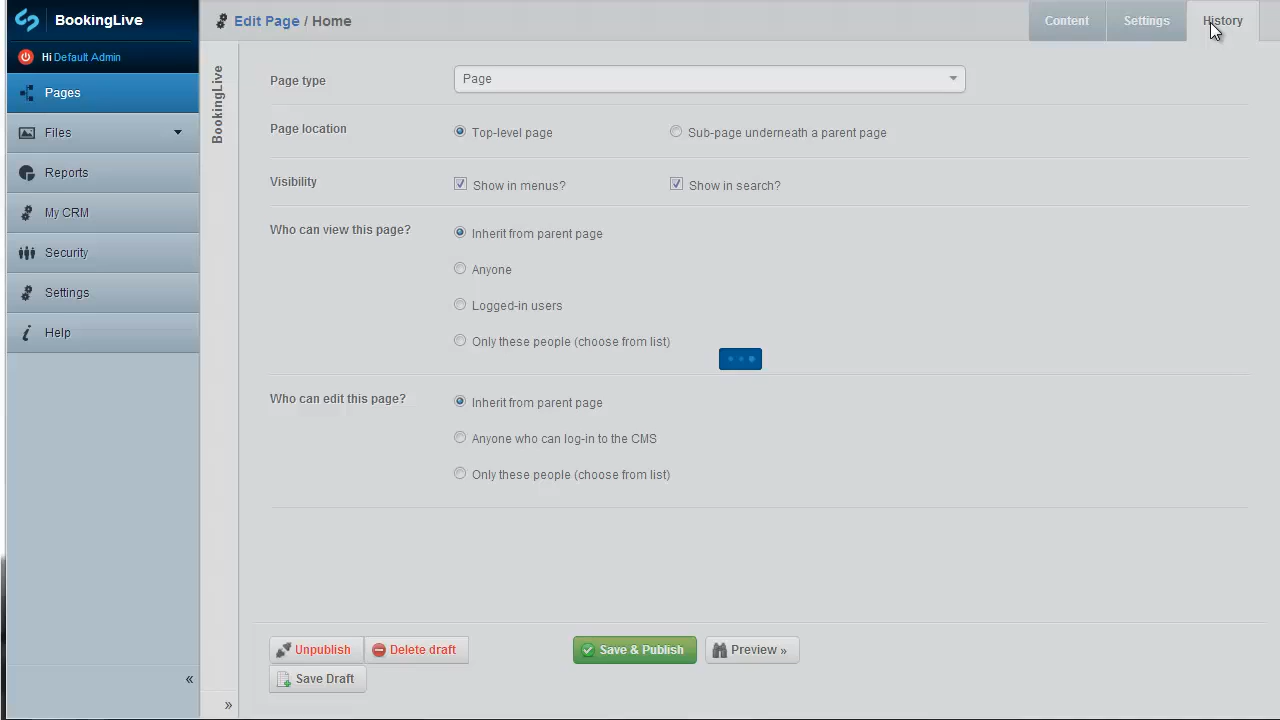 BookingLive
Hi Default Admin
Pages
Files
Reports
My CRM
Security
Settings
Help
«
Edit Page / Home
Content
Settings
History
BookingLive
»
Page type
Page
Page location
Top-level page
Sub-page underneath a parent page
Visibility
Show in menus?
Show in search?
Who can view this page?
Inherit from parent page
Anyone
Logged-in users
Only these people (choose from list)
Who can edit this page?
Inherit from parent page
Anyone who can log-in to the CMS
Only these people (choose from list)
Unpublish
Delete draft
Save & Publish
Preview »
Save Draft